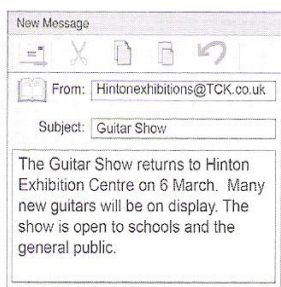 New Message
From: Hintonexhibitions@TCK.co.uk
Subject: Guitar Show
The Guitar Show returns to Hinton
Exhibition Centre on 6 March. Many
new guitars will be on display. The
show is open to schools and the
general public.